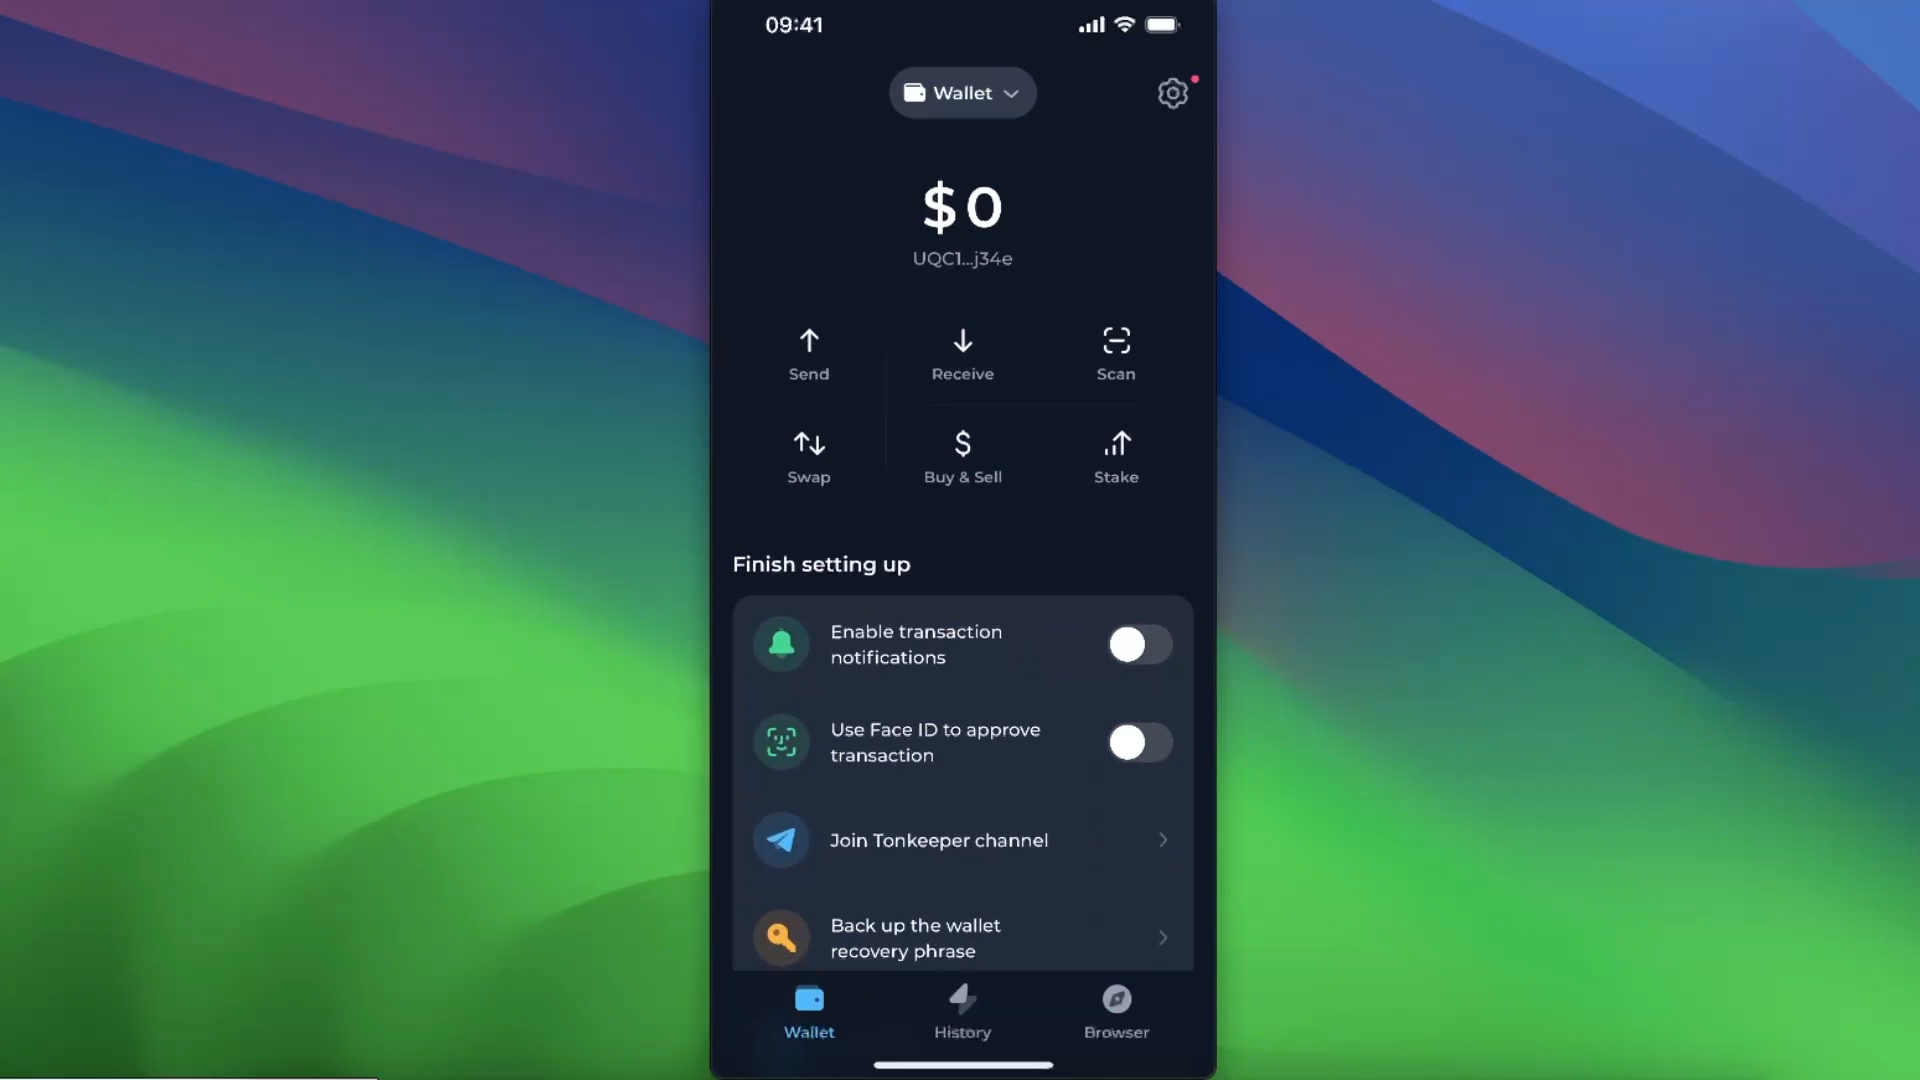 09:41
Wallet
$0
UQC1...j34e
Send
Receive
Scan
Swap
Buy & Sell
Stake
Finish setting up
Enable transaction
notifications
Use Face ID to approve
transaction
Join Tonkeeper channel
Back up the wallet
recovery phrase
Wallet
History
Browser